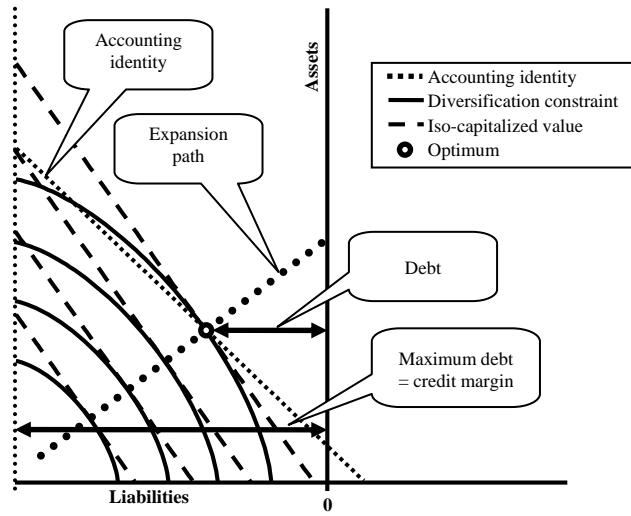 Accounting
identity
Assets
Accounting identity
Diversification constraint
Iso-capitalized value
Optimum
Expansion
path
Debt
Maximum debt
= credit margin
Liabilities
0